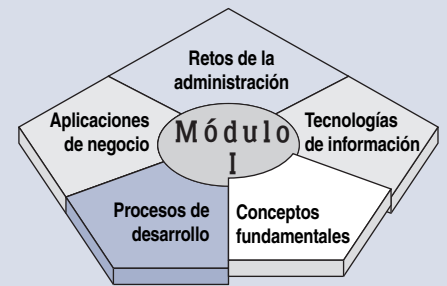 Retos de la
administración
Aplicaciones
de negocio
Módulo
I
Tecnologías
de información
Procesos de
desarrollo
Conceptos
fundamentales